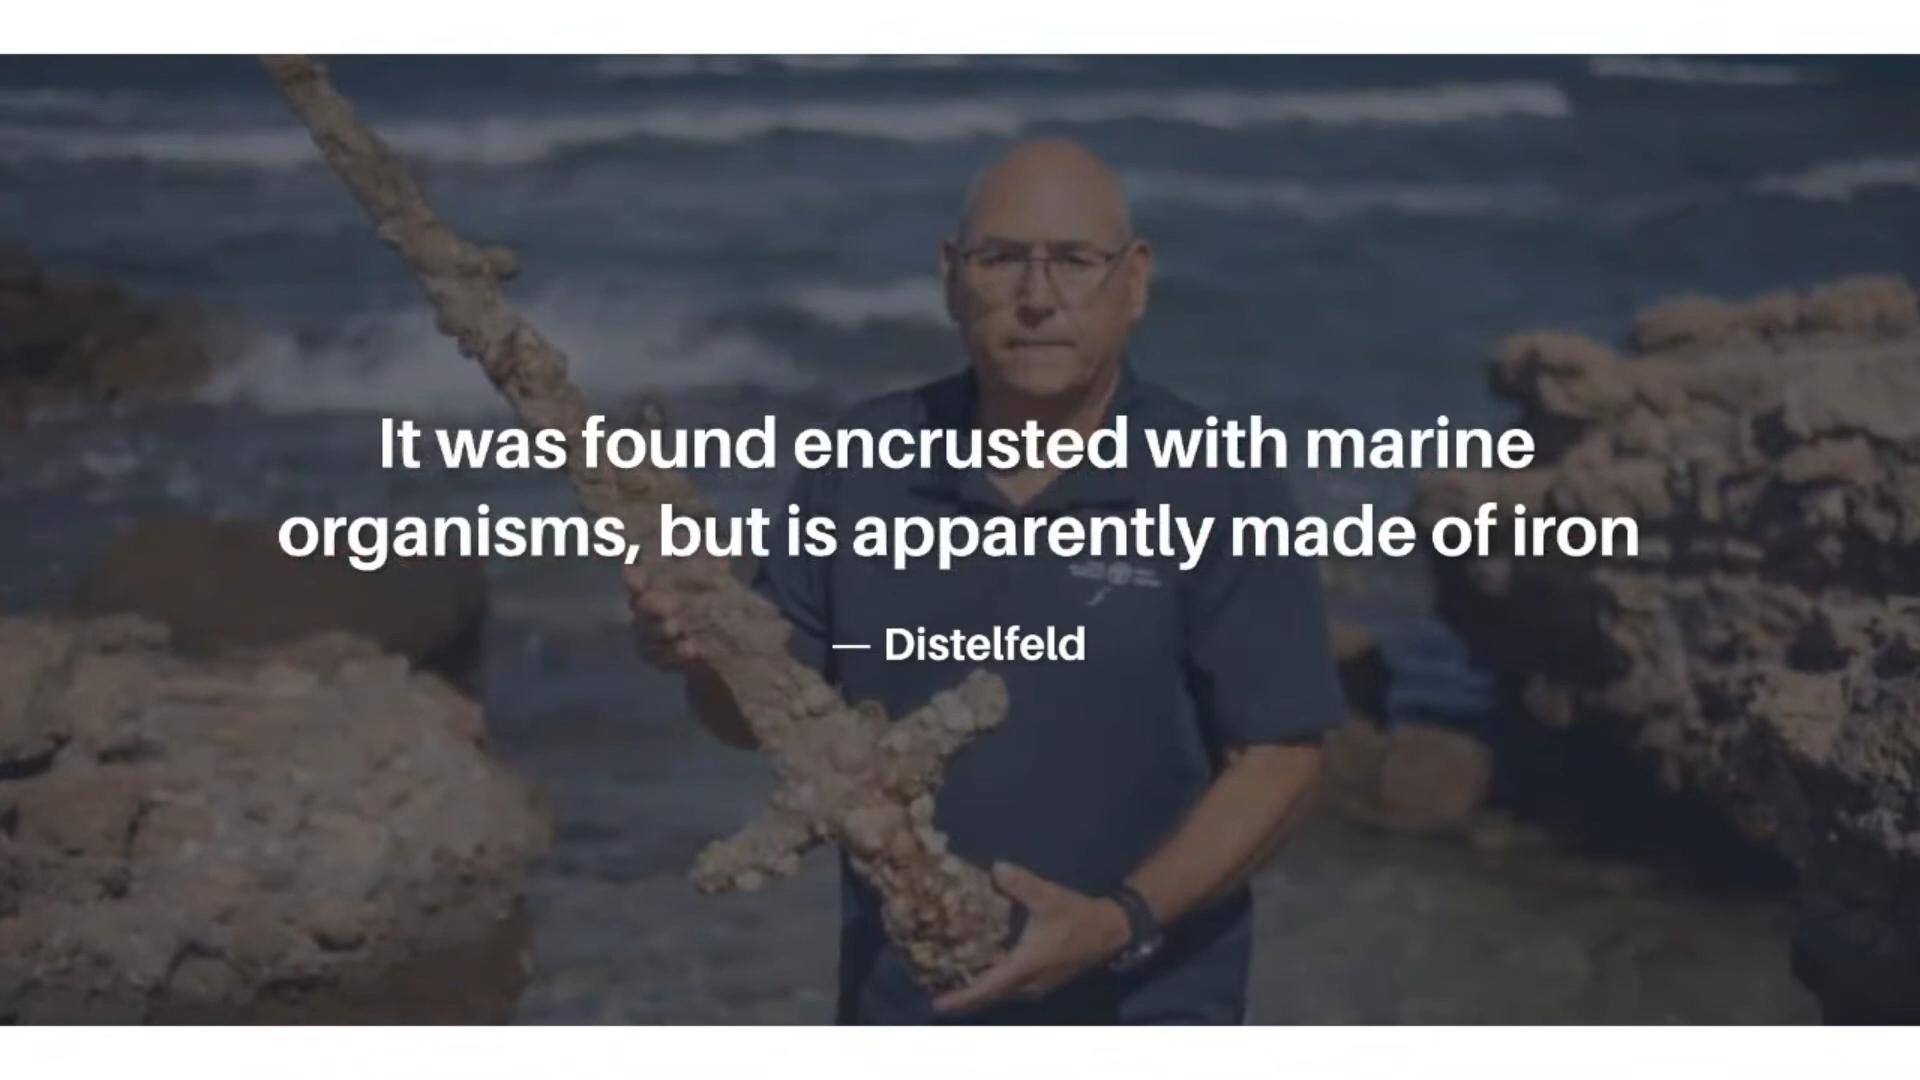 It was found encrusted with marine
organisms, but is apparently made of iron
— Distelfeld